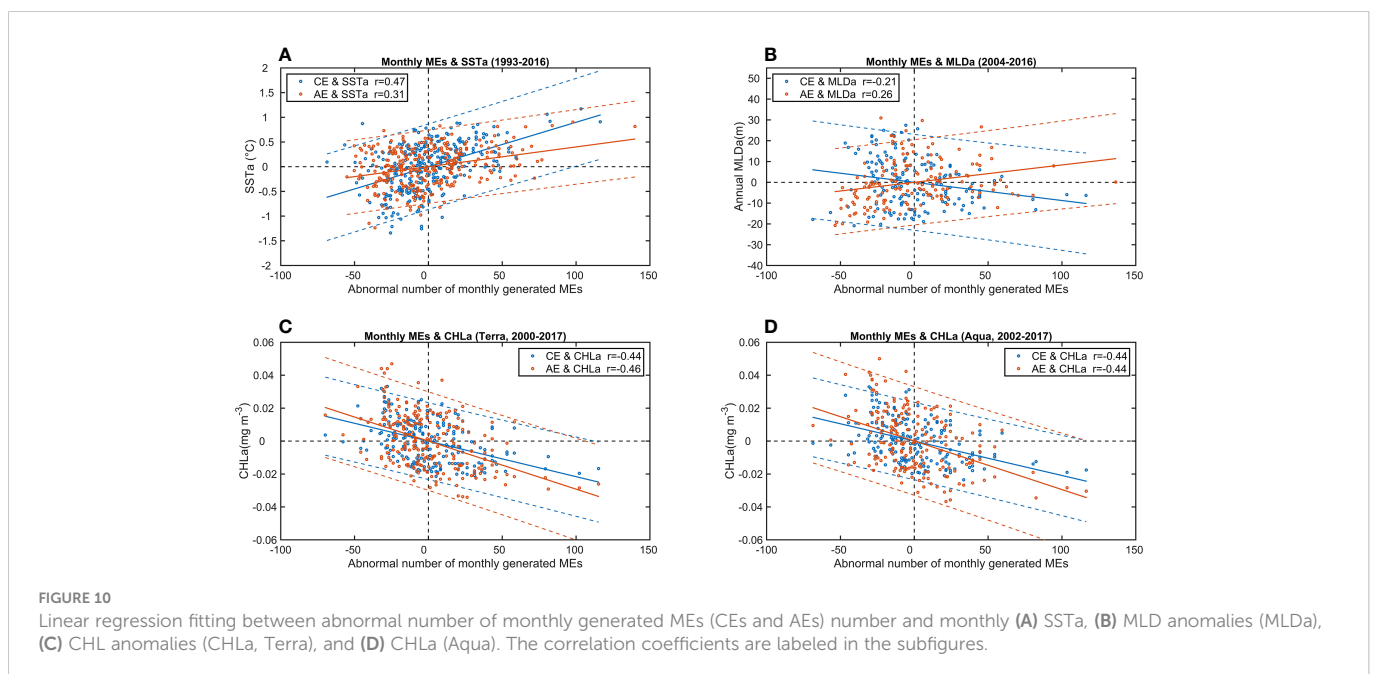 A
Monthly MEs & SSTa (1993-2016)
CE & SSTa r=0.47
AE & SSTa r=0.31
SSTa (°C)
2
1.5
1
0.5
0
-0.5
-1
-1.5
-2
-100 -50 0 50 100 150
Abnormal number of monthly generated MEs
B
Monthly MEs & MLDa (2004-2016)
CE & MLDa r=-0.21
AE & MLDa r=0.26
Annual MLDa(m)
50
40
30
20
10
0
-10
-20
-30
-40
-100 -50 0 50 100 150
Abnormal number of monthly generated MEs
C
Monthly MEs & CHLa (Terra, 2000-2017)
CE & CHLa r=-0.44
AE & CHLa r=-0.46
CHLa(mg m-3)
0.06
0.04
0.02
0
-0.02
-0.04
-0.06
-100 -50 0 50 100 150
Abnormal number of monthly generated MEs
D
Monthly MEs & CHLa (Aqua, 2002-2017)
CE & CHLa r=-0.44
AE & CHLa r=-0.44
CHLa(mg m-3)
0.06
0.04
0.02
0
-0.02
-0.04
-0.06
-100 -50 0 50 100 150
Abnormal number of monthly generated MEs
FIGURE 10
Linear regression fitting between abnormal number of monthly generated MEs (CEs and AEs) number and monthly (A) SSTa, (B) MLD anomalies (MLDa),
(C) CHL anomalies (CHLa, Terra), and (D) CHLa (Aqua). The correlation coefficients are labeled in the subfigures.